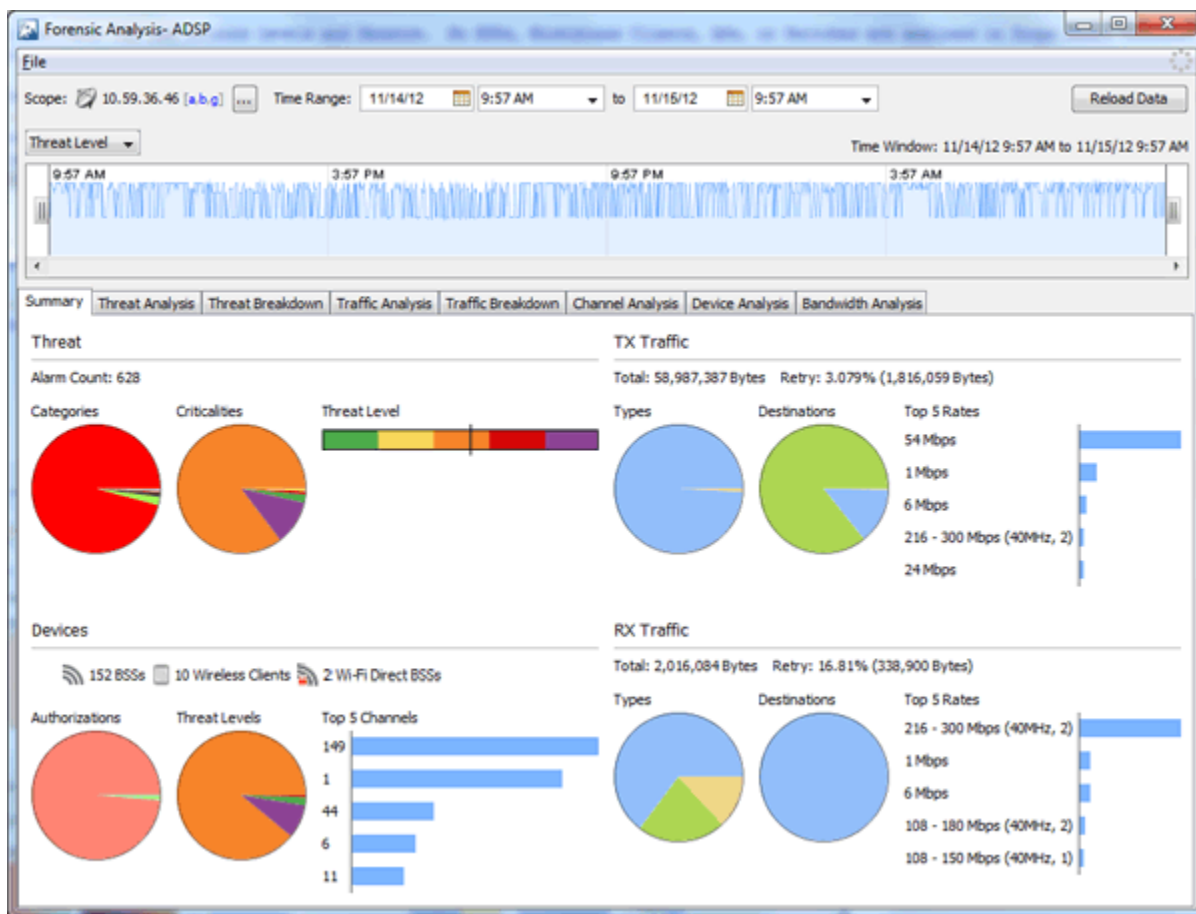 Forensic Analysis- ADSP
File
Scope: 10.59.36.46 [a,b,g] ... Time Range: 11/14/12 9:57 AM to 11/15/12 9:57 AM Reload Data
Threat Level Time Window: 11/14/12 9:57 AM to 11/15/12 9:57 AM
9:57 AM 3:57 PM 9:57 PM 3:57 AM
Summary Threat Analysis Threat Breakdown Traffic Analysis Traffic Breakdown Channel Analysis Device Analysis Bandwidth Analysis
Threat
Alarm Count: 628
Categories Criticalities Threat Level
TX Traffic
Total: 58,987,387 Bytes Retry: 3.079% (1,816,059 Bytes)
Types Destinations Top 5 Rates
54 Mbps
1 Mbps
6 Mbps
216 - 300 Mbps (40MHz, 2)
24 Mbps
Devices
152 BSSs 10 Wireless Clients 2 Wi-Fi Direct BSSs
Authorizations Threat Levels Top 5 Channels
149
1
44
6
11
RX Traffic
Total: 2,016,084 Bytes Retry: 16.81% (338,900 Bytes)
Types Destinations Top 5 Rates
216 - 300 Mbps (40MHz, 2)
1 Mbps
6 Mbps
108 - 180 Mbps (40MHz, 2)
108 - 150 Mbps (40MHz, 1)